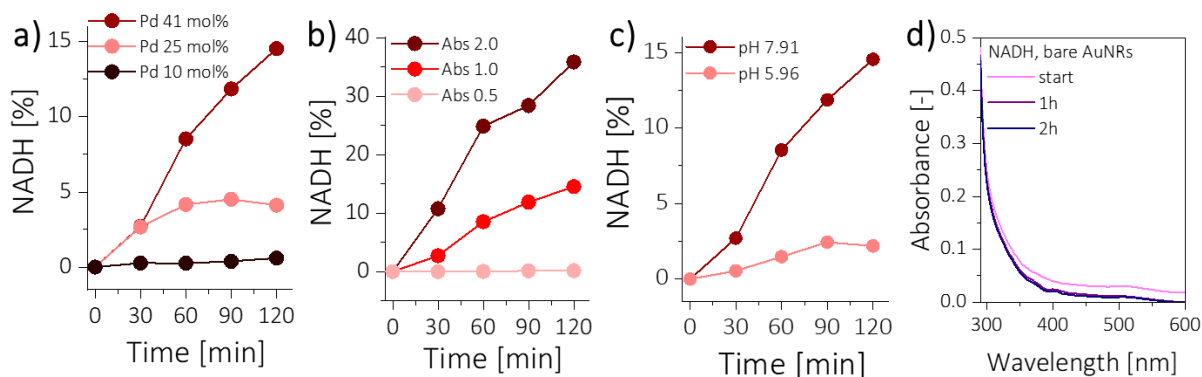 a)
Pd 41 mol%
Pd 25 mol%
Pd 10 mol%
NADH [%]
15
10
5
0
0 30 60 90 120
Time [min]
b)
Abs 2.0
Abs 1.0
Abs 0.5
NADH [%]
40
30
20
10
0
0 30 60 90 120
Time [min]
c)
pH 7.91
pH 5.96
NADH [%]
15
10
5
0
0 30 60 90 120
Time [min]
d)
NADH, bare AuNRs
start
1h
2h
Absorbance [-]
0.5
0.4
0.3
0.2
0.1
0.0
300 400 500 600
Wavelength [nm]